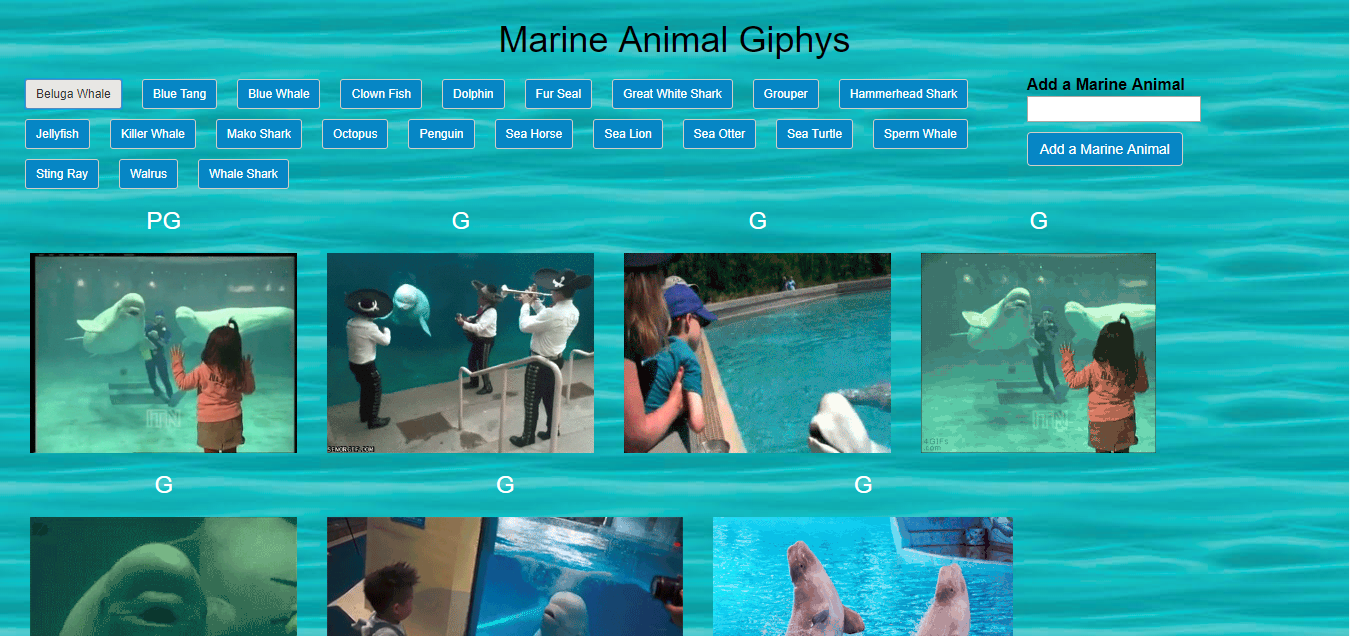 Marine Animal Giphys
Beluga Whale Blue Tang Blue Whale Clown Fish Dolphin Fur Seal Great White Shark Grouper Hammerhead Shark
Jellyfish Killer Whale Mako Shark Octopus Penguin Sea Horse Sea Lion Sea Otter Sea Turtle Sperm Whale
Sting Ray Walrus Whale Shark
Add a Marine Animal
Add a Marine Animal
PG G G G
ITN
SENORGIF.COM
ITN
4GIFs
.com
G G G